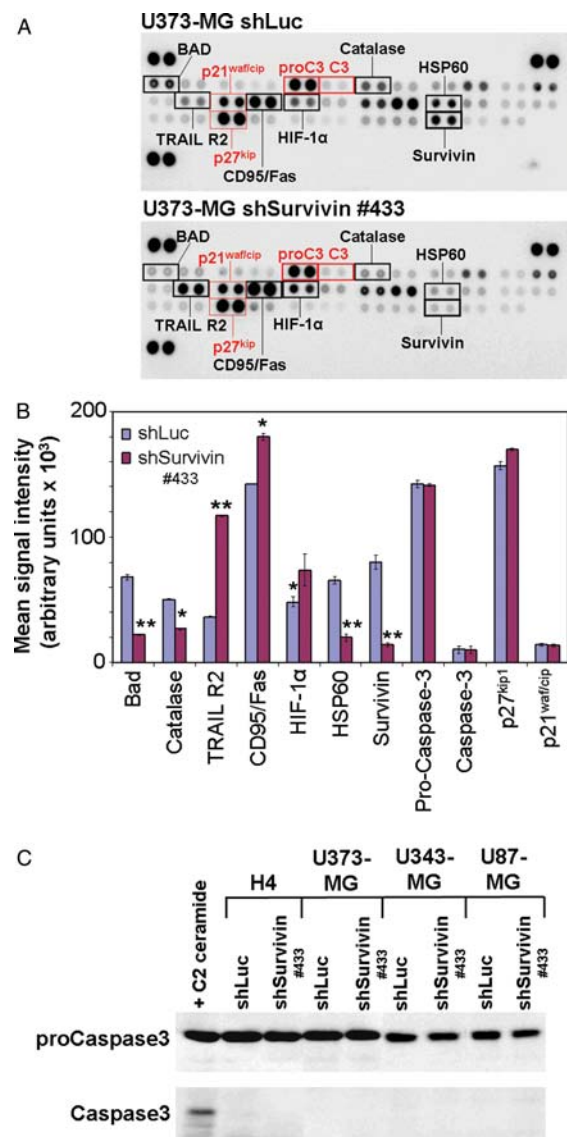 A
U373-MG shLuc
BAD
p21waf/cip
proC3 C3
Catalase
HSP60
TRAIL R2
p27kip
CD95/Fas
HIF-1α
Survivin
U373-MG shSurvivin #433
BAD
p21waf/cip
proC3 C3
Catalase
HSP60
TRAIL R2
p27kip
CD95/Fas
HIF-1α
Survivin
B
Mean signal intensity
(arbitrary units x 10³)
200
100
0
shLuc
shSurvivin
#433
**
*
**
*
*
**
**
Bad
Catalase
TRAIL R2
CD95/Fas
HIF-1α
HSP60
Survivin
Pro-Caspase-3
Caspase-3
p27kip1
p21waf/cip
C
H4
U373-
MG
U343-
MG
U87-
MG
+ C2 ceramide
shLuc
shSurvivin
#433
shLuc
shSurvivin
#433
shLuc
shSurvivin
#433
shLuc
shSurvivin
#433
proCaspase3
Caspase3